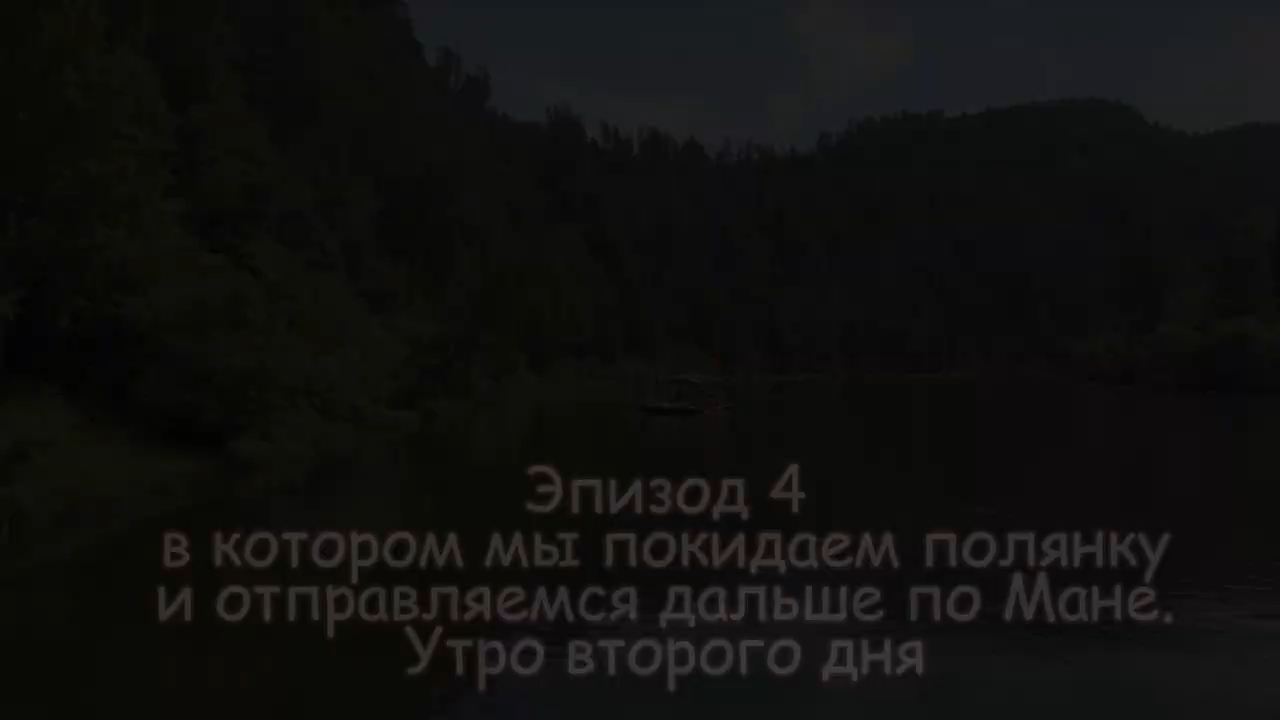 Эпизод 4
в котором мы покидаем полянку
и отправляемся дальше по Мане.
Утро второго дня